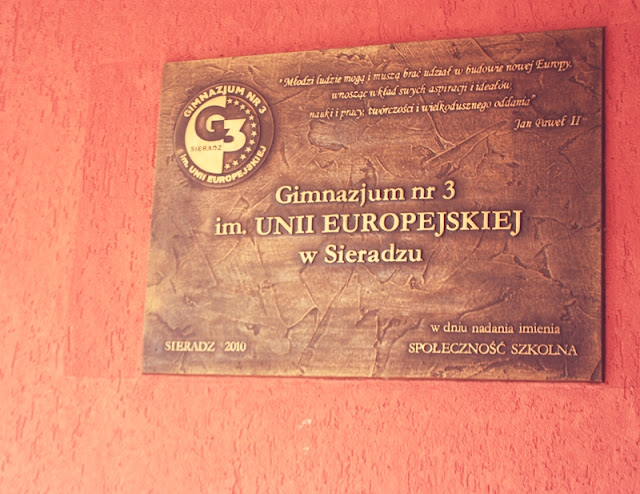 "Młodzi ludzie mogą i muszą brać udział w budowie nowej Europy,
wnosząc wkład swych aspiracji i ideałów,
nauki i pracy, twórczości i wielkodusznego oddania"
Jan Paweł II
GIMNAZJUM NR 3
G3
SIERADZ
im. UNII EUROPEJSKIEJ
Gimnazjum nr 3
im. UNII EUROPEJSKIEJ
w Sieradzu
w dniu nadania imienia
SIERADZ 2010
SPOŁECZNOŚĆ SZKOLNA